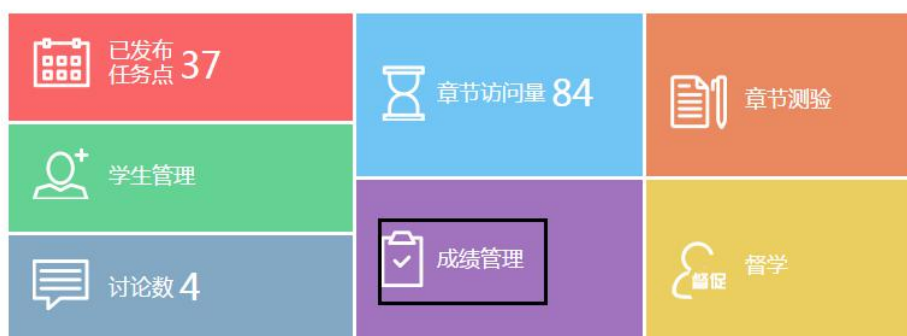 已发布
任务点 37
学生管理
讨论数 4
章节访问量 84
成绩管理
章节测验
督促
督学